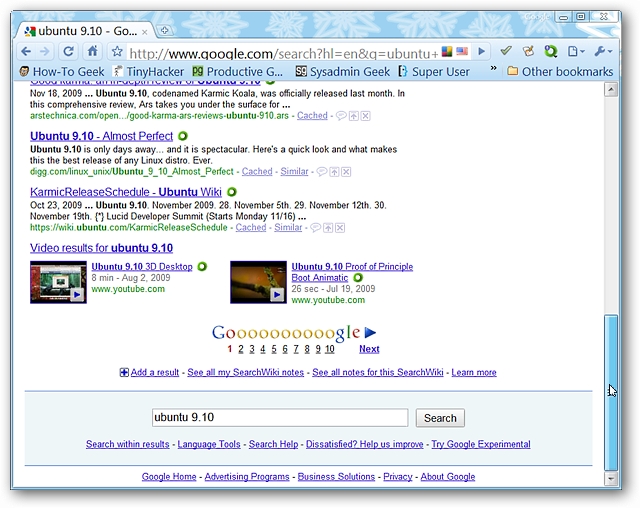 ubuntu 9.10 - Go...
http://www.google.com/search?hl=en&q=ubuntu+
How-To Geek TinyHacker Productive G... Sysadmin Geek Super User » Other bookmarks
Nov 18, 2009 ... Ubuntu 9.10, codenamed Karmic Koala, was officially released last month. In
this comprehensive review, Ars takes you under the surface for ...
arstechnica.com/open.../good-karma-ars-reviews-ubuntu-910.ars - Cached -
Ubuntu 9.10 - Almost Perfect
Ubuntu 9.10 is only days away... and it is spectacular. Here's a quick look and what makes
this the best release of any Linux distro. Ever.
digg.com/linux_unix/Ubuntu_9_10_Almost_Perfect - Cached - Similar -
KarmicReleaseSchedule - Ubuntu Wiki
Oct 23, 2009 ... Ubuntu 9.10. November 2009. 28. November 5th. 29. November 12th. 30.
November 19th. {*} Lucid Developer Summit (Starts Monday 11/16) ...
https://wiki.ubuntu.com/KarmicReleaseSchedule - Cached - Similar -
Video results for ubuntu 9.10
Ubuntu 9.10 3D Desktop
8 min - Aug 2, 2009
www.youtube.com
Ubuntu 9.10 Proof of Principle
Boot Animatic
26 sec - Jul 19, 2009
www.youtube.com
Goooooooooogle
1 2 3 4 5 6 7 8 9 10 Next
Add a result - See all my SearchWiki notes - See all notes for this SearchWiki - Learn more
ubuntu 9.10 Search
Search within results - Language Tools - Search Help - Dissatisfied? Help us improve - Try Google Experimental
Google Home - Advertising Programs - Business Solutions - Privacy - About Google